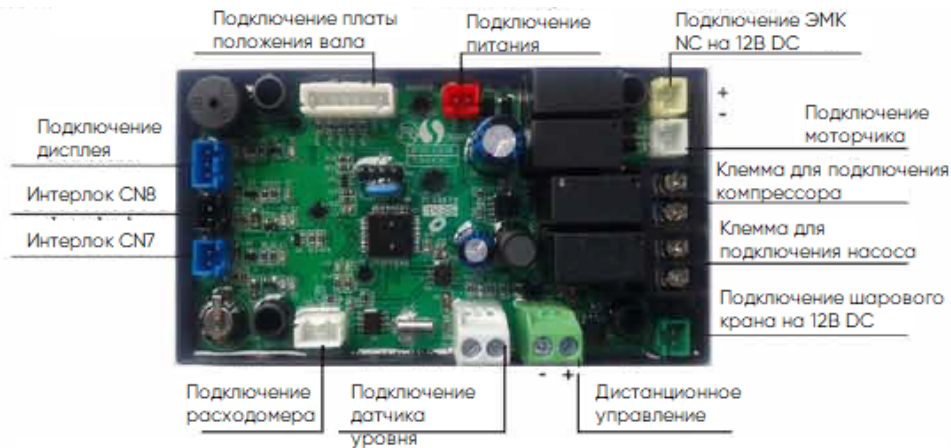 Подключение платы
положения вала
Подключение
питания
Подключение ЭМК
NC на 12В DC
+
-
Подключение
моторчика
Подключение
дисплея
Интерлок CN8
Интерлок CN7
Клемма для подключения
компрессора
Клемма для
подключения насоса
Подключение шарового
крана на 12В DC
- +
Подключение
расходомера
Подключение
датчика
уровня
Дистанционное
управление